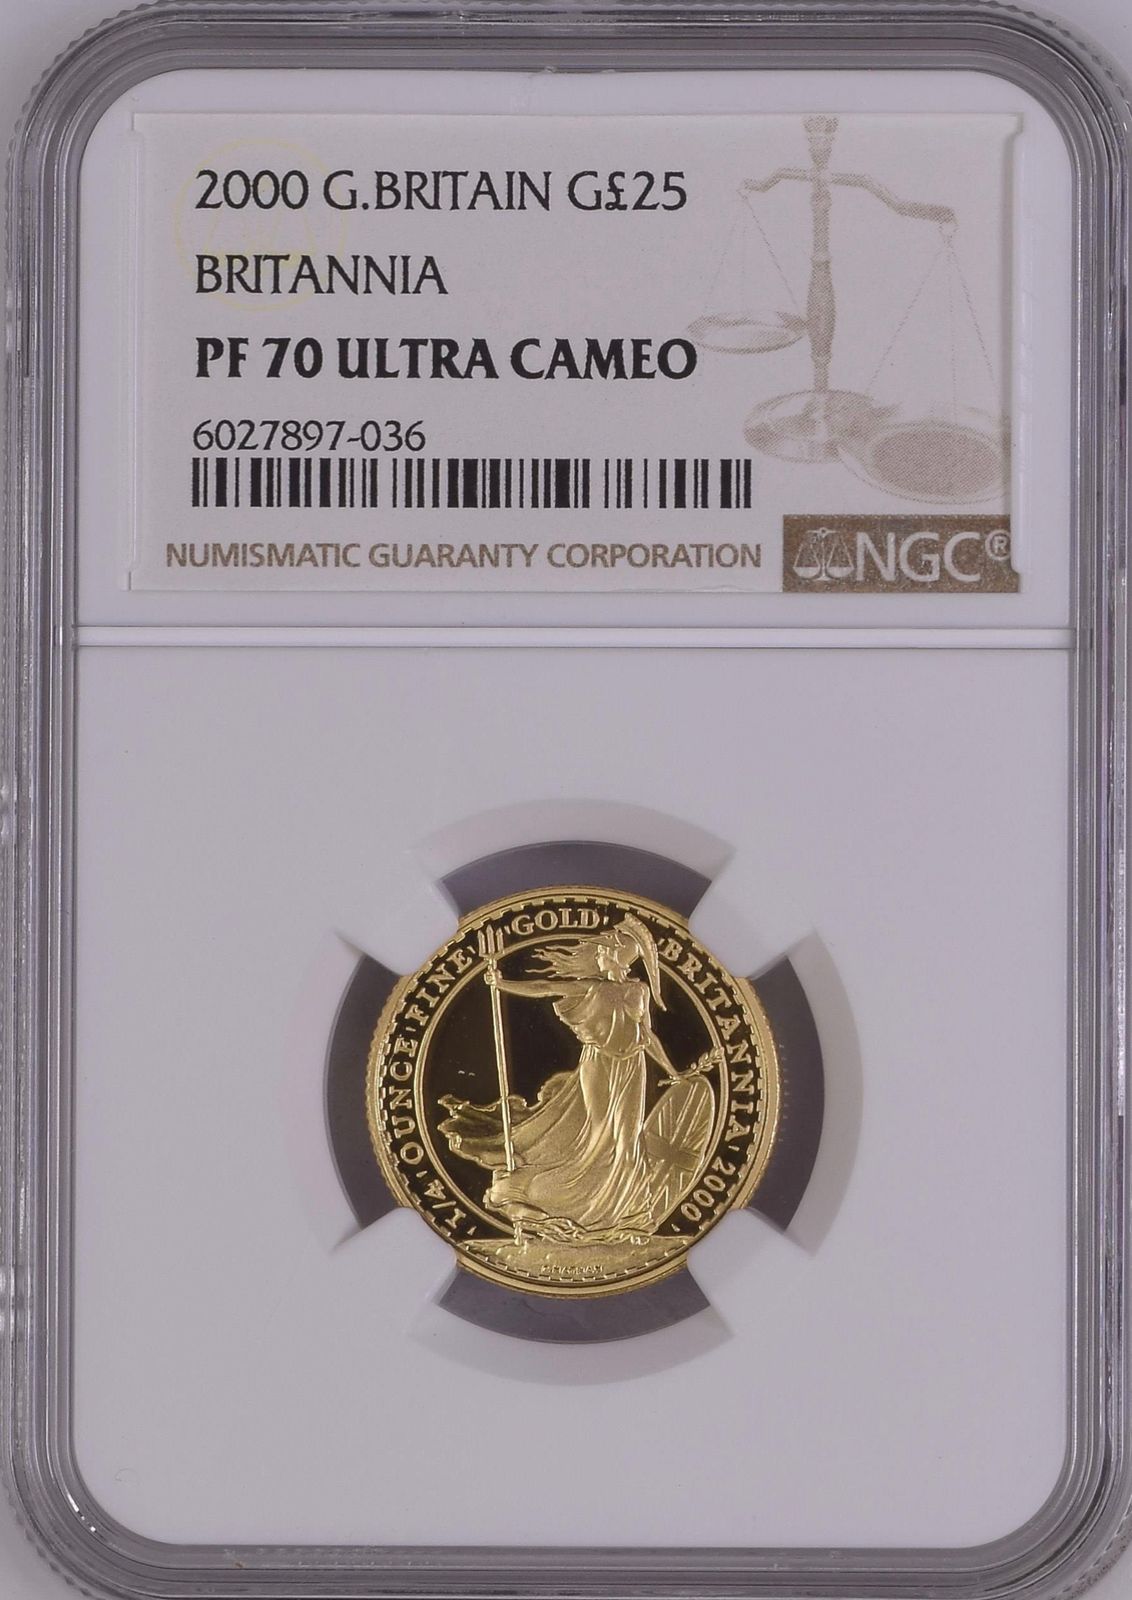 2000 G.BRITAIN G£25
BRITANNIA
PF 70 ULTRA CAMEO
6027897-036
NUMISMATIC GUARANTY CORPORATION
NGC®
1/4 OUNCE FINE GOLD BRITANNIA 2000